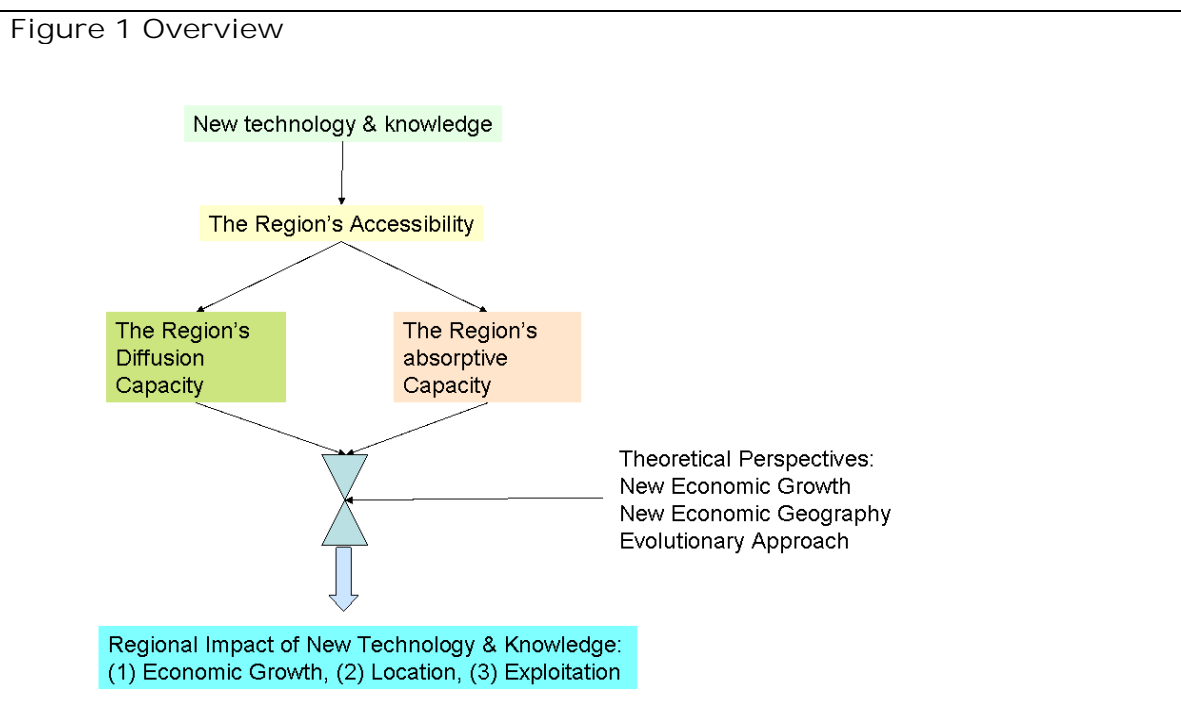 Figure 1 Overview
New technology & knowledge
The Region's Accessibility
The Region's
Diffusion
Capacity
The Region's
absorptive
Capacity
Theoretical Perspectives:
New Economic Growth
New Economic Geography
Evolutionary Approach
Regional Impact of New Technology & Knowledge:
(1) Economic Growth, (2) Location, (3) Exploitation